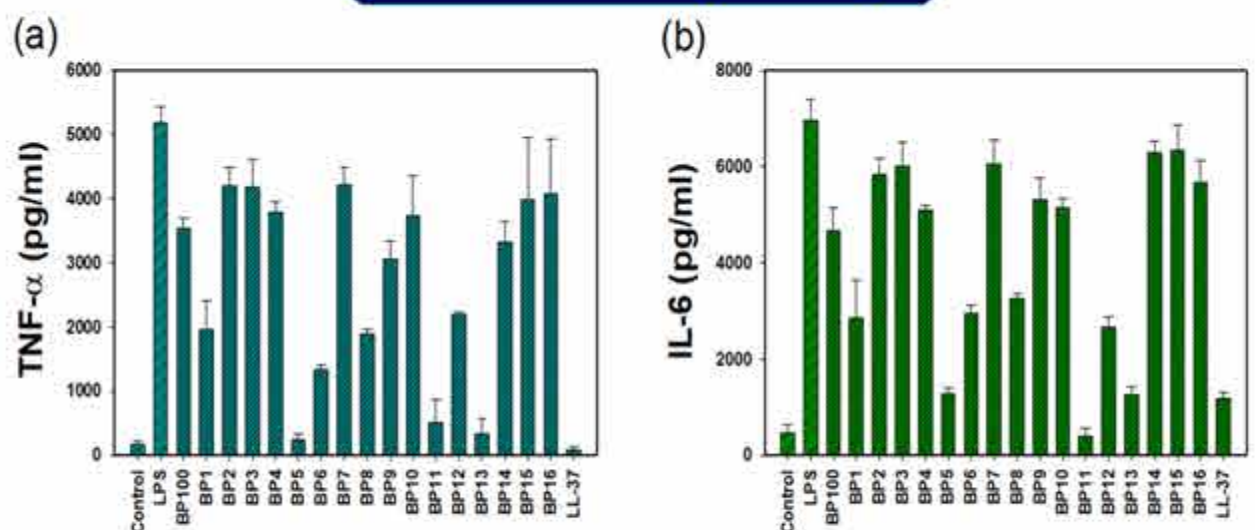 (a)
TNF-α (pg/ml)
6000
5000
4000
3000
2000
1000
0
Control
LPS
BP100
BP1
BP2
BP3
BP4
BP5
BP6
BP7
BP8
BP9
BP10
BP11
BP12
BP13
BP14
BP15
BP16
LL-37
(b)
IL-6 (pg/ml)
8000
6000
4000
2000
0
Control
LPS
BP100
BP1
BP2
BP3
BP4
BP5
BP6
BP7
BP8
BP9
BP10
BP11
BP12
BP13
BP14
BP15
BP16
LL-37